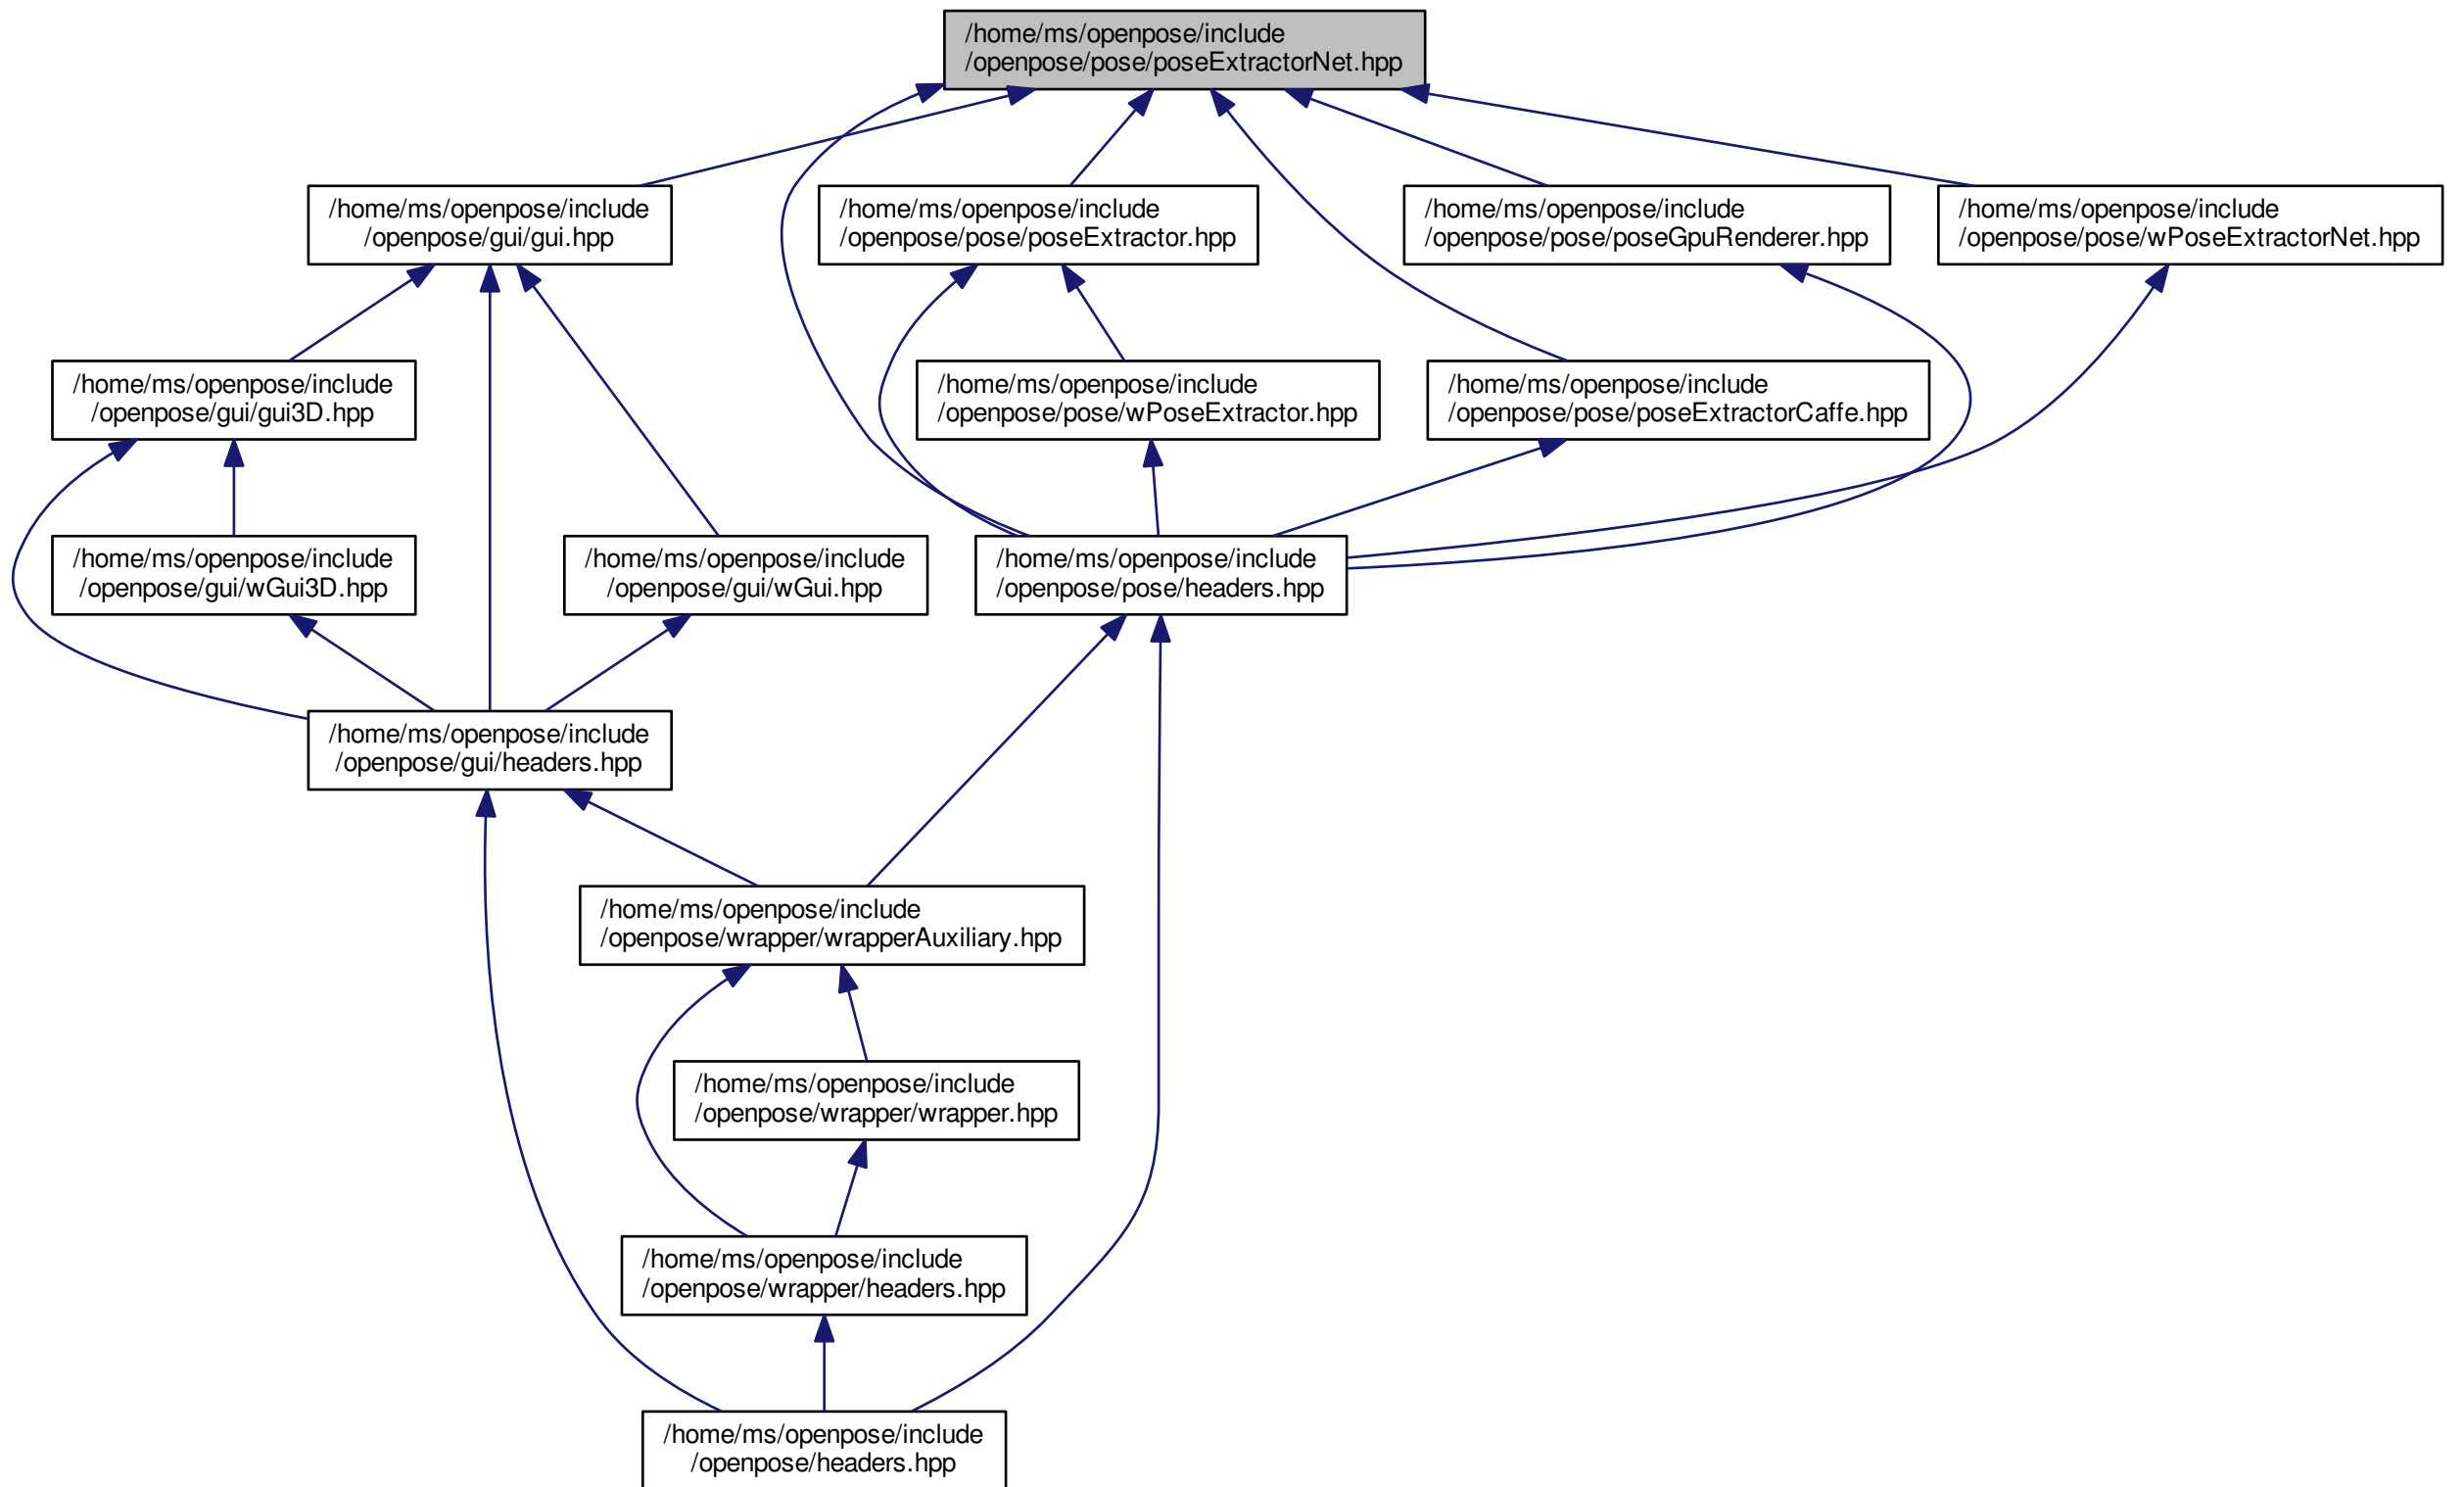 /home/ms/openpose/include
/openpose/pose/poseExtractorNet.hpp
/home/ms/openpose/include
/openpose/gui/gui.hpp
/home/ms/openpose/include
/openpose/pose/poseExtractor.hpp
/home/ms/openpose/include
/openpose/pose/poseGpuRenderer.hpp
/home/ms/openpose/include
/openpose/pose/wPoseExtractorNet.hpp
/home/ms/openpose/include
/openpose/gui/gui3D.hpp
/home/ms/openpose/include
/openpose/pose/wPoseExtractor.hpp
/home/ms/openpose/include
/openpose/pose/poseExtractorCaffe.hpp
/home/ms/openpose/include
/openpose/gui/wGui3D.hpp
/home/ms/openpose/include
/openpose/gui/wGui.hpp
/home/ms/openpose/include
/openpose/pose/headers.hpp
/home/ms/openpose/include
/openpose/gui/headers.hpp
/home/ms/openpose/include
/openpose/wrapper/wrapperAuxiliary.hpp
/home/ms/openpose/include
/openpose/wrapper/wrapper.hpp
/home/ms/openpose/include
/openpose/wrapper/headers.hpp
/home/ms/openpose/include
/openpose/headers.hpp